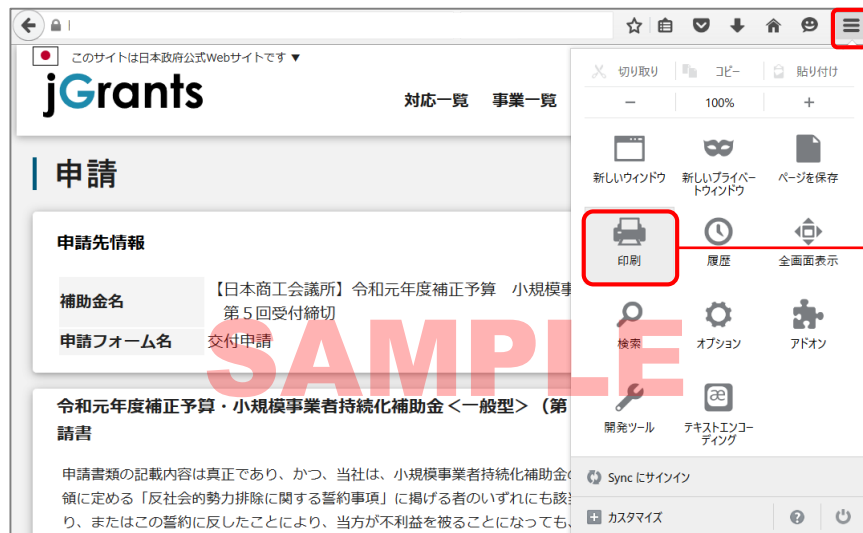 このサイトは日本政府公式Webサイトです ▼
jGrants
対応一覧 事業一覧
申請
申請先情報
補助金名 【日本商工会議所】令和元年度補正予算 小規模事
第５回受付締切
申請フォーム名 交付申請
SAMPLE
令和元年度補正予算・小規模事業者持続化補助金＜一般型＞（第
請書
申請書類の記載内容は真正であり、かつ、当社は、小規模事業者持続化補助金の
領に定める「反社会的勢力排除に関する誓約事項」に掲げる者のいずれにも該当
り、またはこの誓約に反したことにより、当方が不利益を被ることになっても、
切り取り コピー 貼り付け
− 100% +
新しいウィンドウ 新しいプライベー ページを保存
トウィンドウ
印刷 履歴 全画面表示
検索 オプション アドオン
開発ツール テキストエンコー
ディング
Sync にサインイン
カスタマイズ